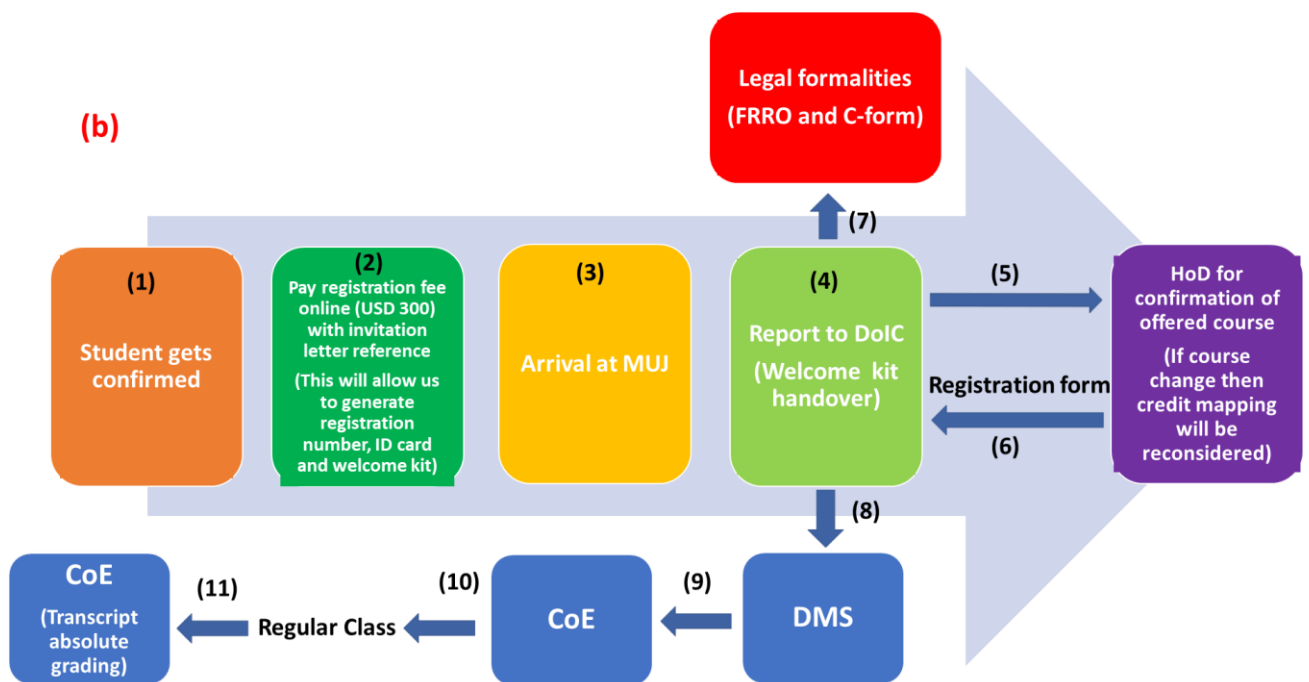 (b)
Legal formalities
(FRRO and C-form)
(7)
(1)
Student gets
confirmed
(2)
Pay registration fee
online (USD 300)
with invitation
letter reference
(This will allow us
to generate
registration
number, ID card
and welcome kit)
(3)
Arrival at MUJ
(4)
Report to DoIC
(Welcome kit
handover)
(5)
Registration form
(6)
HoD for
confirmation of
offered course
(If course
change then
credit mapping
will be
reconsidered)
(8)
DMS
(9)
CoE
(10)
Regular Class
(11)
CoE
(Transcript
absolute
grading)